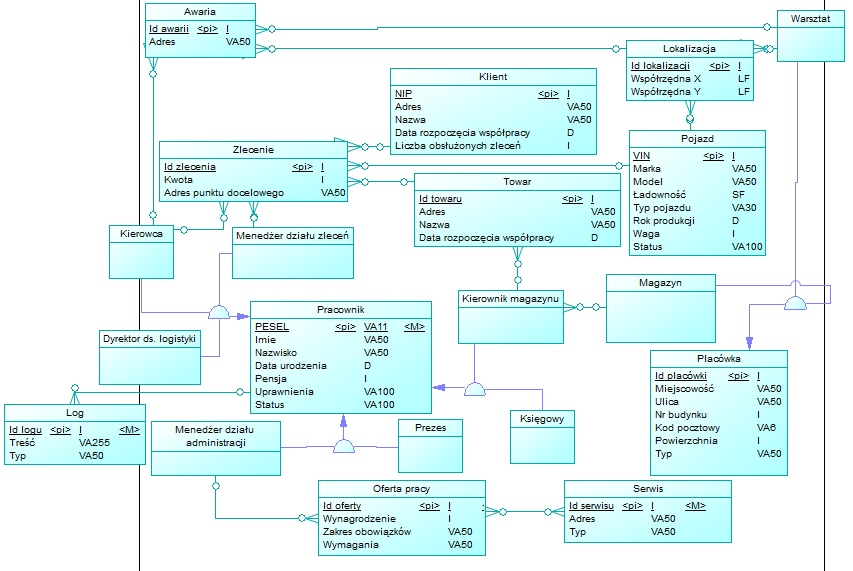 Awaria
Id awarii <pi> I
Adres VA50
Warsztat
Lokalizacja
Id lokalizacji <pi> I
Współrzędna X LF
Współrzędna Y LF
Klient
NIP <pi> I
Adres VA50
Nazwa VA50
Data rozpoczęcia współpracy D
Liczba obsłużonych zleceń I
Pojazd
VIN <pi> I
Marka VA50
Model VA50
Ładowność SF
Typ pojazdu VA30
Rok produkcji D
Waga I
Status VA100
Zlecenie
Id zlecenia <pi> I
Kwota I
Adres punktu docelowego VA50
Towar
Id towaru <pi> I
Adres VA50
Nazwa VA50
Data rozpoczęcia współpracy D
Kierowca
Menedżer działu zleceń
Kierownik magazynu
Magazyn
Pracownik
PESEL <pi> VA11 <M>
Imie VA50
Nazwisko VA50
Data urodzenia D
Pensja I
Uprawnienia VA100
Status VA100
Dyrektor ds. logistyki
Placówka
Id placówki <pi> I
Miejscowość VA50
Ulica VA50
Nr budynku I
Kod pocztowy VA6
Powierzchnia I
Typ VA50
Log
Id logu <pi> I <M>
Treść VA255
Typ VA50
Menedżer działu
administracji
Prezes
Księgowy
Oferta pracy
Id oferty <pi> I
Wynagrodzenie I
Zakres obowiązków VA50
Wymagania VA50
Serwis
Id serwisu <pi> I <M>
Adres VA50
Typ VA50